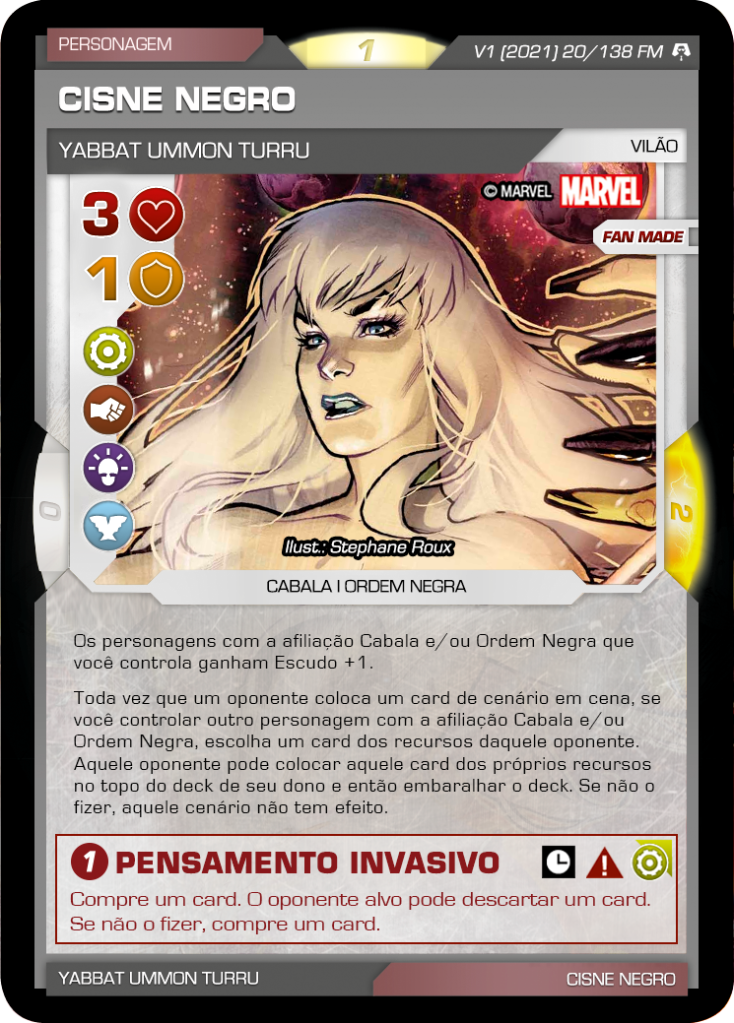 PERSONAGEM
1
V1 (2021) 20/138 FM
CISNE NEGRO
YABBAT UMMON TURRU
VILÃO
© MARVEL MARVEL
3
FAN MADE
1
0
2
Ilust.: Stephane Roux
CABALA | ORDEM NEGRA
Os personagens com a afiliação Cabala e/ou Ordem Negra que
você controla ganham Escudo +1.
Toda vez que um oponente coloca um card de cenário em cena, se
você controlar outro personagem com a afiliação Cabala e/ou
Ordem Negra, escolha um card dos recursos daquele oponente.
Aquele oponente pode colocar aquele card dos próprios recursos
no topo do deck de seu dono e então embaralhar o deck. Se não o
fizer, aquele cenário não tem efeito.
1 PENSAMENTO INVASIVO
Compre um card. O oponente alvo pode descartar um card.
Se não o fizer, compre um card.
YABBAT UMMON TURRU
CISNE NEGRO